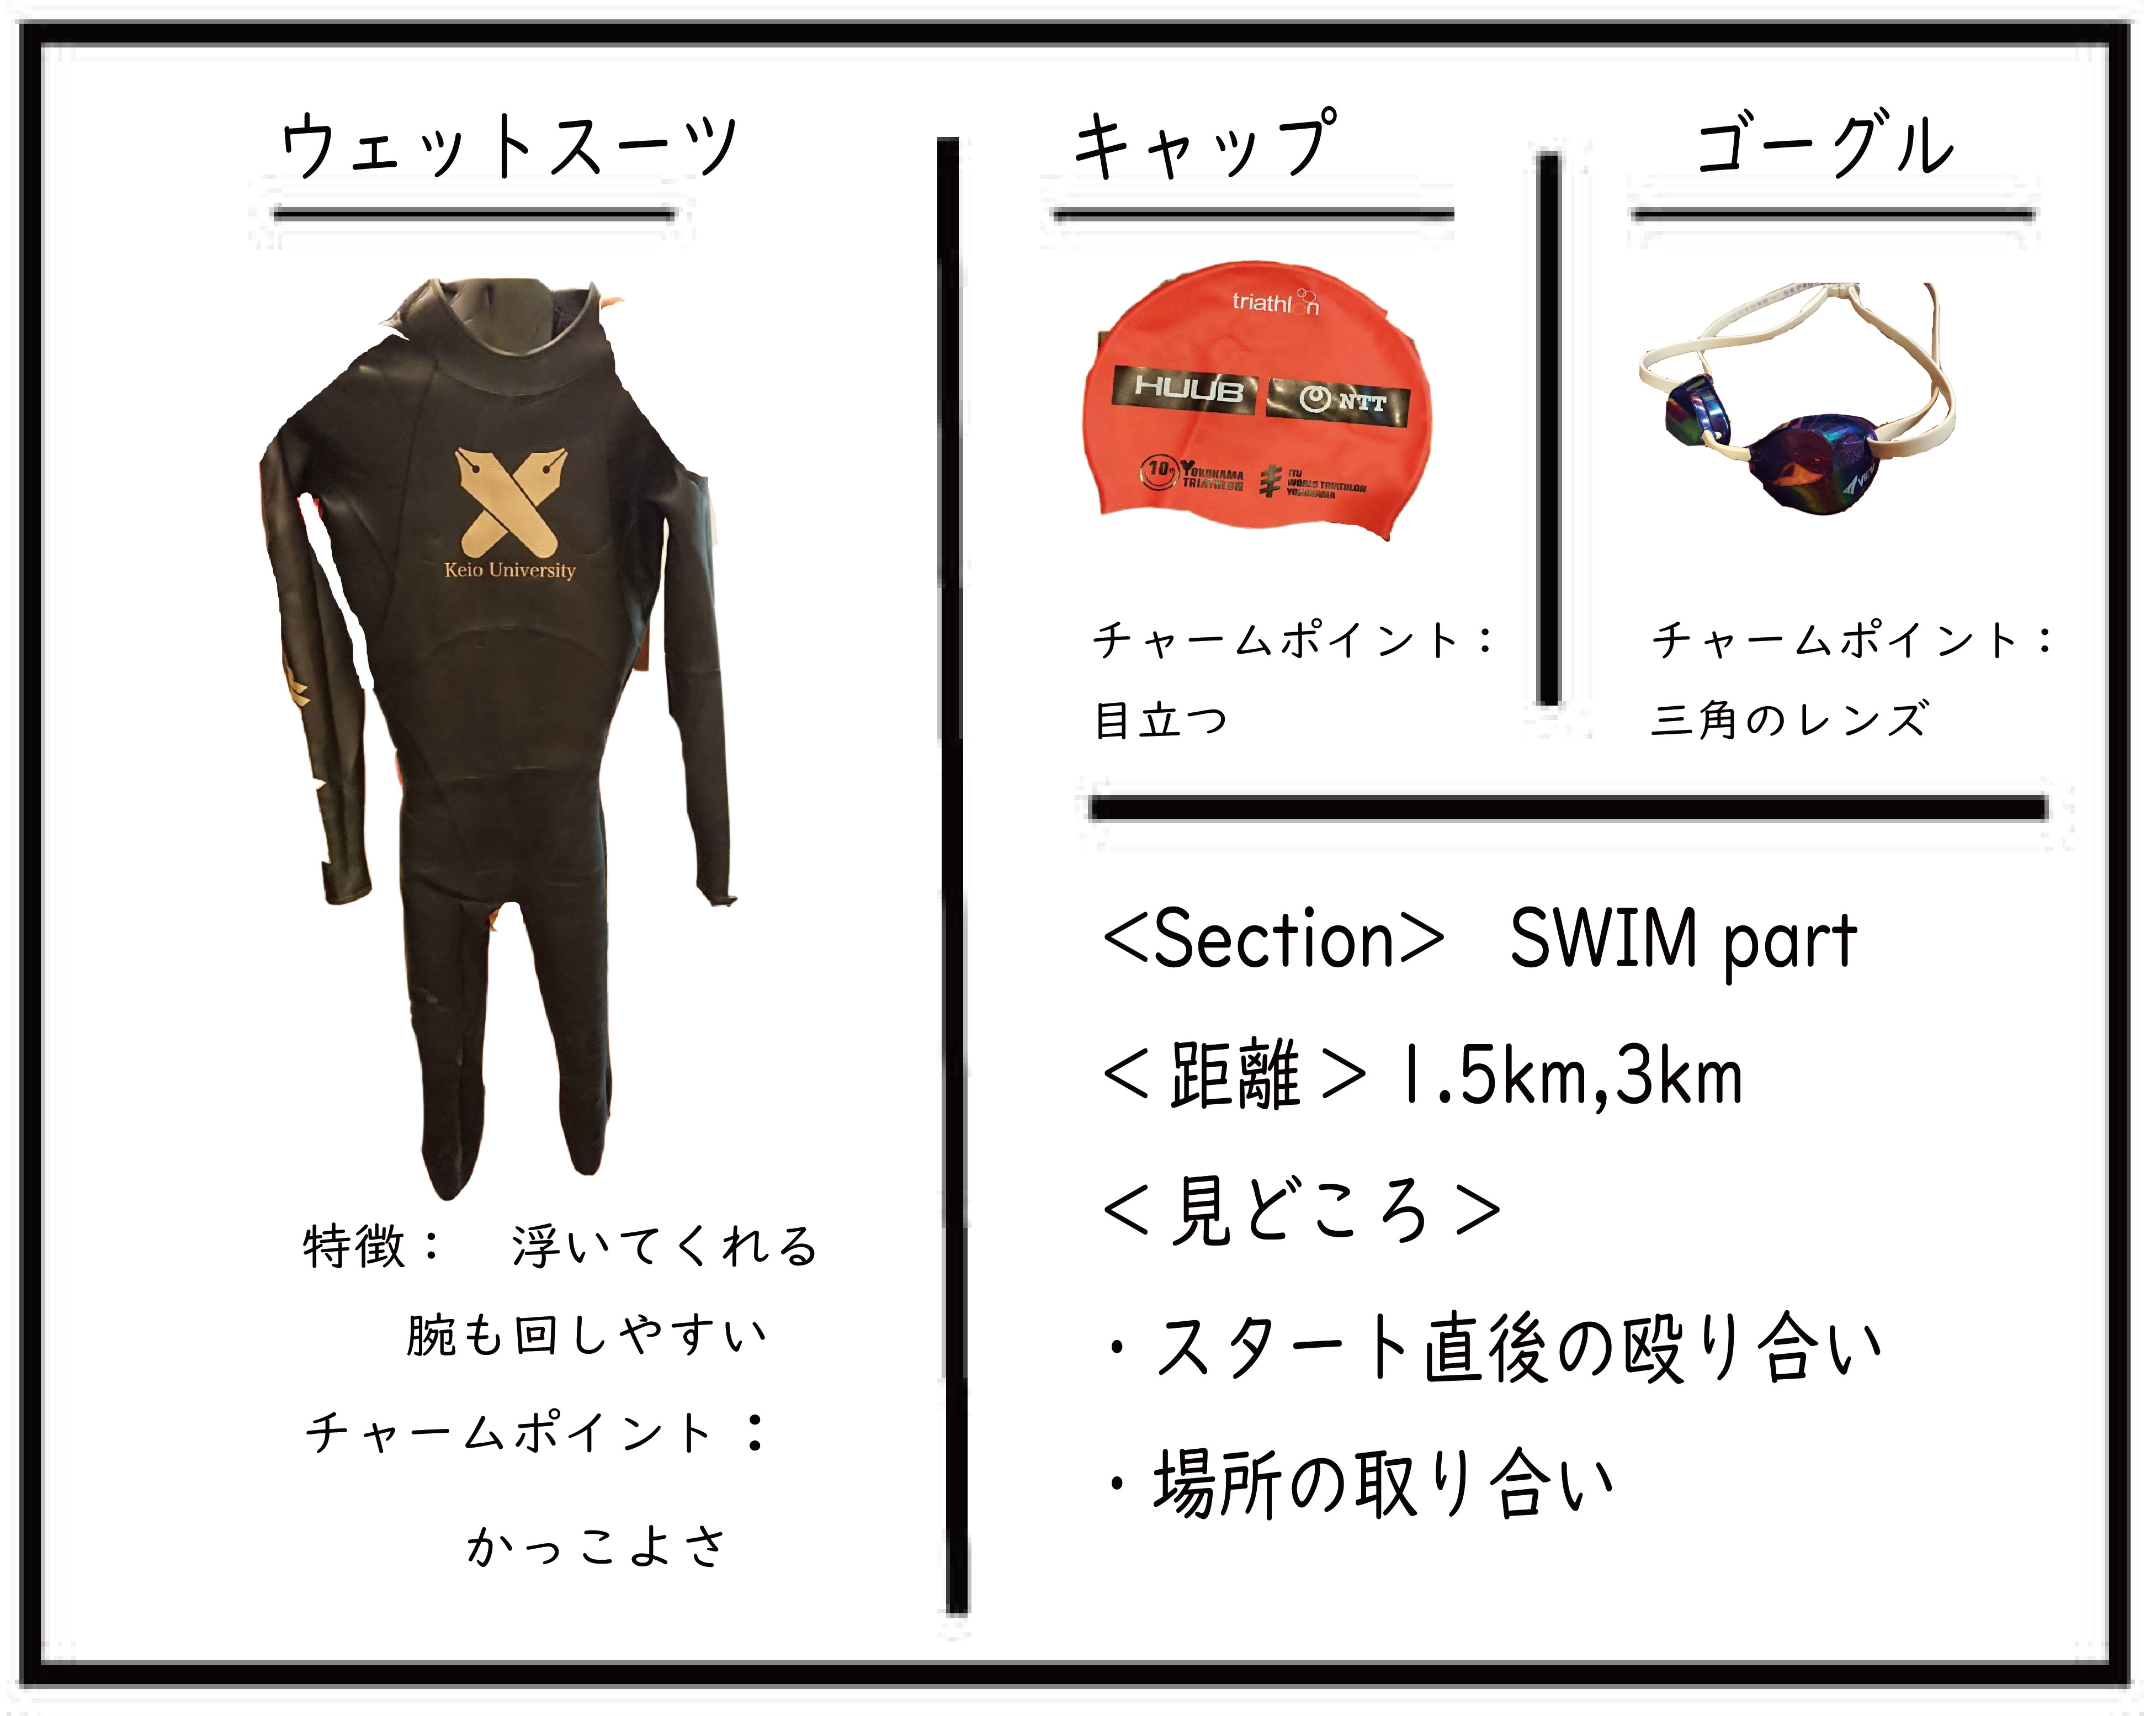 ウェットスーツ
Keio University
特徴：　浮いてくれる
腕も回しやすい
チャームポイント：
かっこよさ
キャップ
triathlon
HUUB
NTT
10th YOKOHAMA
TRIATHLON
ITU
WORLD TRIATHLON
YOKOHAMA
チャームポイント：
目立つ
ゴーグル
VIEW
チャームポイント：
三角のレンズ
<Section>　SWIM part
<距離>1.5km,3km
<見どころ>
・スタート直後の殴り合い
・場所の取り合い